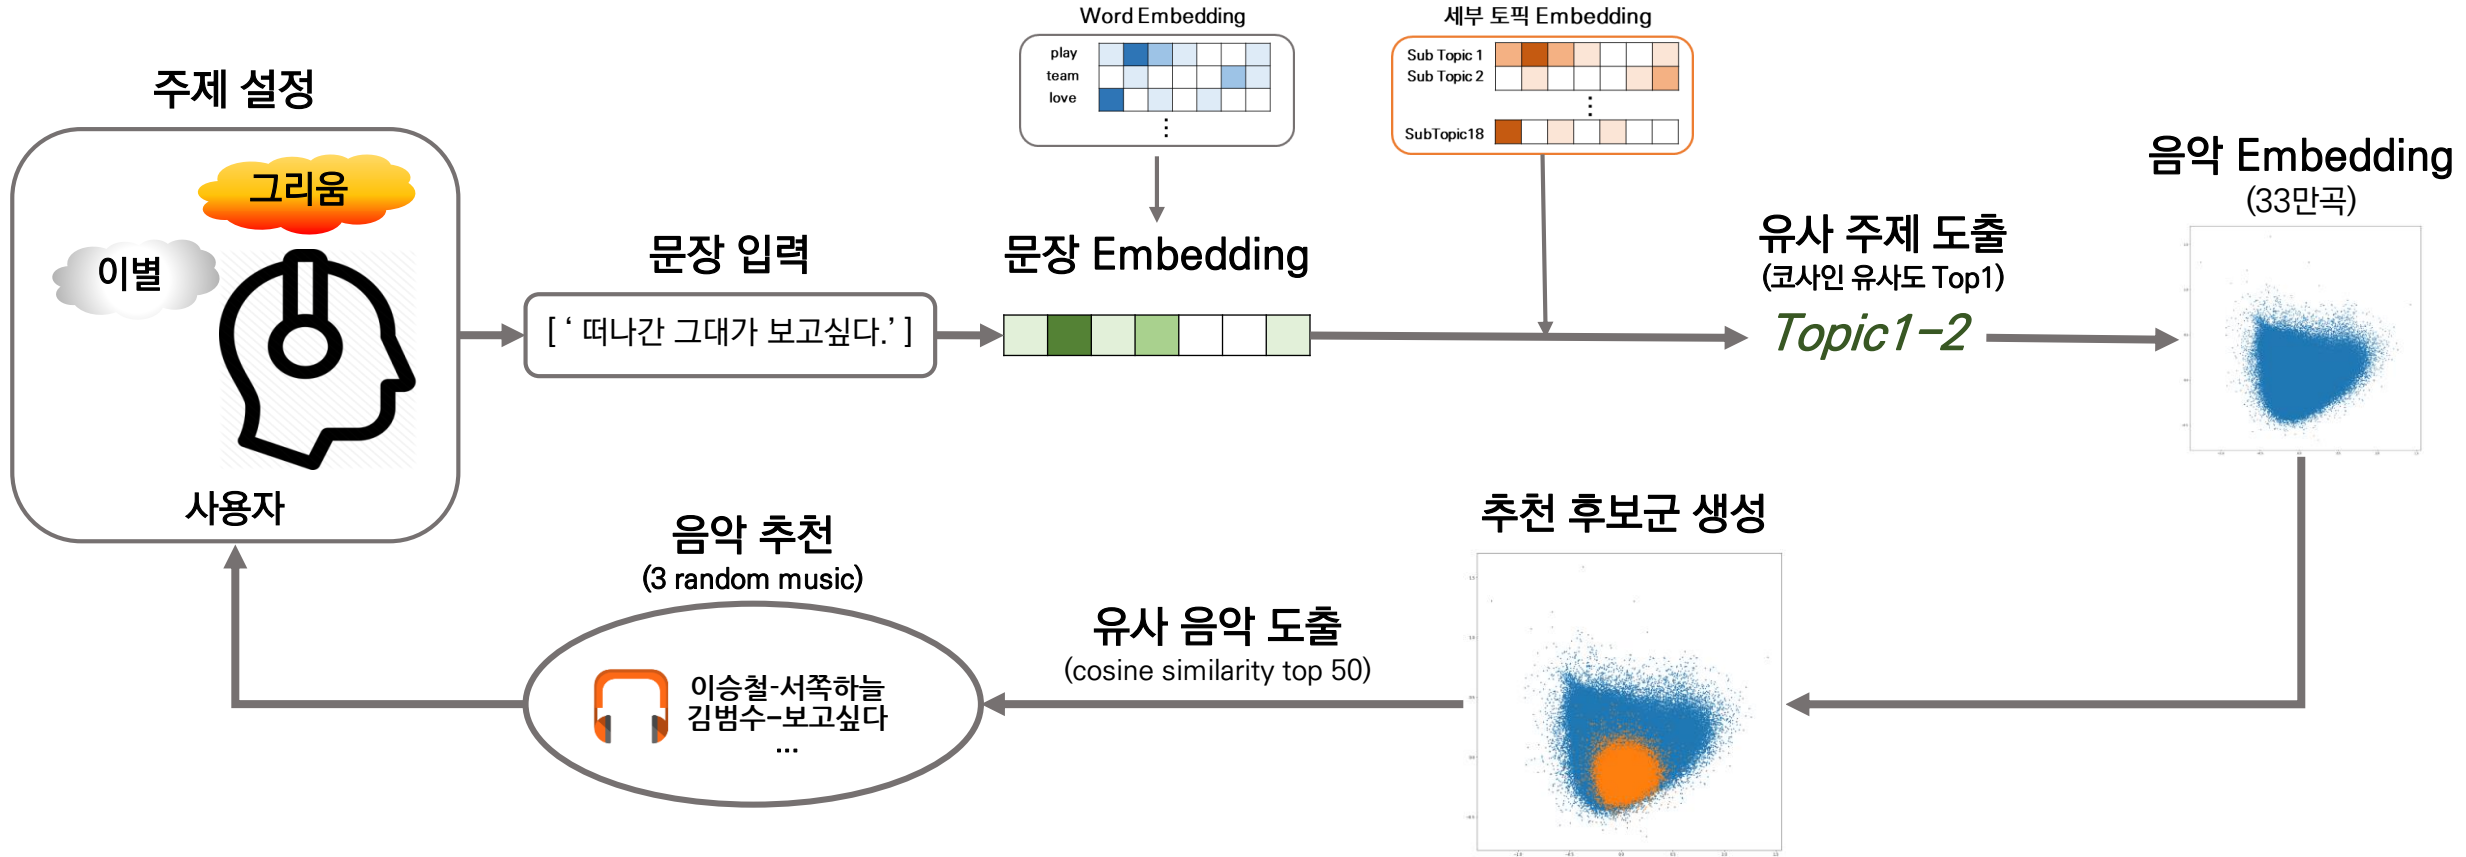 주제 설정
그리움
이별
사용자
문장 입력
[ ‘ 떠나간 그대가 보고싶다.’ ]
Word Embedding
play
team
love
⋮
문장 Embedding
세부 토픽 Embedding
Sub Topic 1
Sub Topic 2
⋮
SubTopic18
유사 주제 도출
(코사인 유사도 Top1)
Topic1-2
음악 Embedding
(33만곡)
추천 후보군 생성
유사 음악 도출
(cosine similarity top 50)
음악 추천
(3 random music)
이승철-서쪽하늘
김범수-보고싶다
...